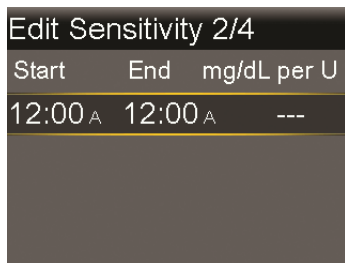 Edit Sensitivity 2/4
Start End mg/dL per U
12:00 A 12:00 A ---